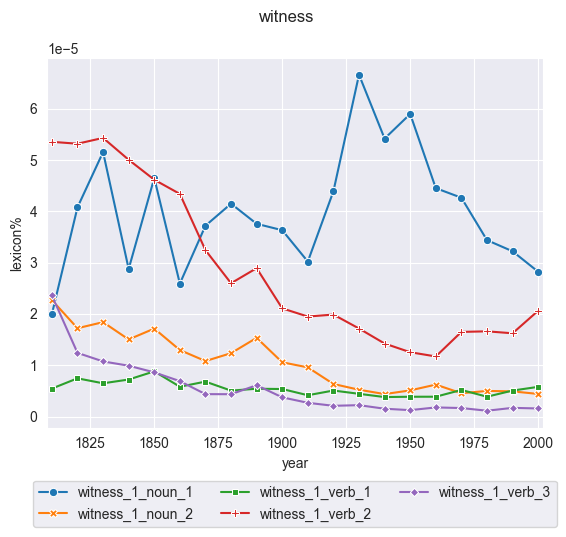 witness
1e−5
6
5
4
3
2
1
0
lexicon%
1825 1850 1875 1900 1925 1950 1975 2000
year
witness_1_noun_1 witness_1_verb_1 witness_1_verb_3
witness_1_noun_2 witness_1_verb_2